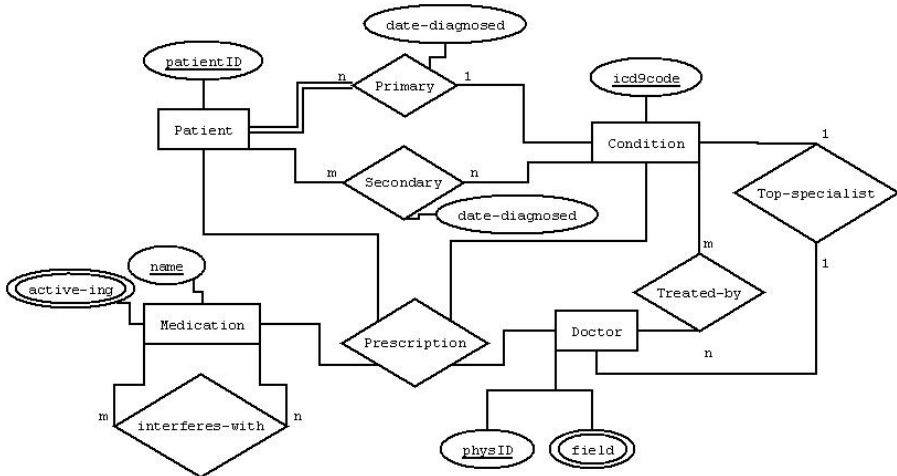 date-diagnosed
patientID
n
Primary
1
icd9code
Patient
Condition
1
m
Secondary
n
Top-specialist
date-diagnosed
m
name
1
active-ing
Treated-by
Medication
Prescription
Doctor
n
m
interferes-with
n
physID
field